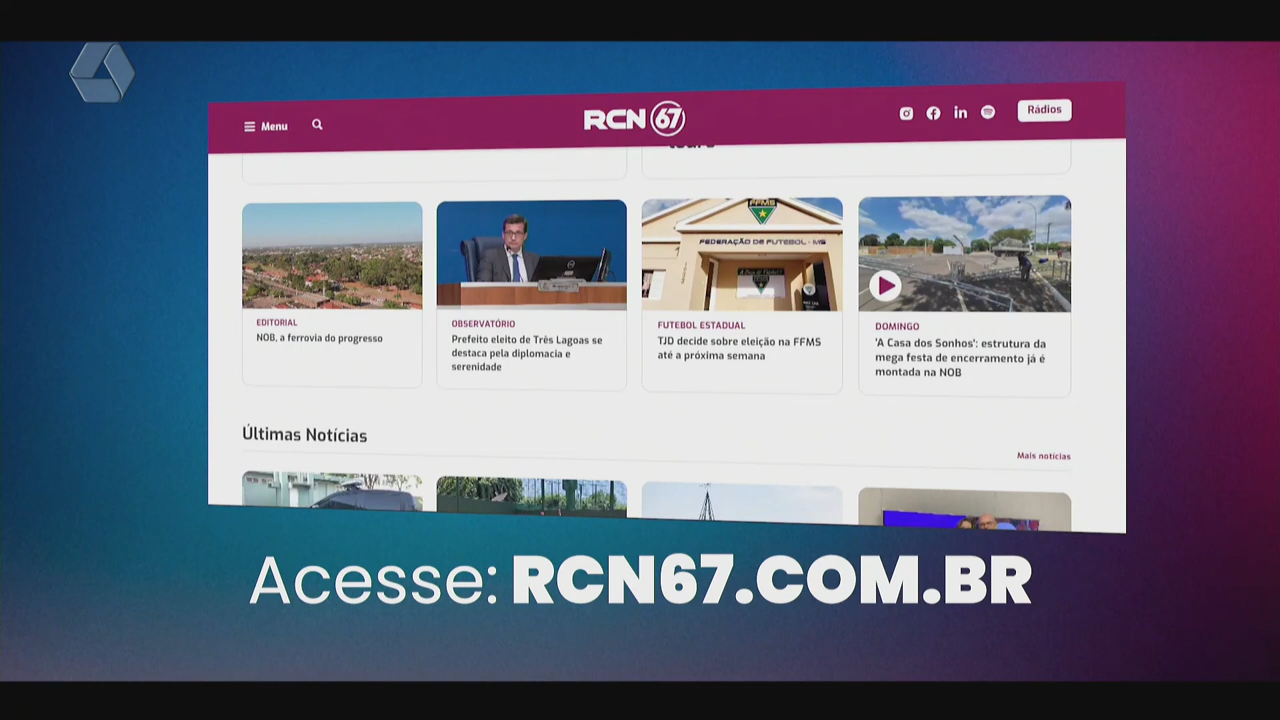 Menu
RCN 67
Rádios
FFMS
FEDERAÇÃO DE FUTEBOL - MS
EDITORIAL
NOB, a ferrovia do progresso
OBSERVATÓRIO
Prefeito eleito de Três Lagoas se
destaca pela diplomacia e
serenidade
FUTEBOL ESTADUAL
TJD decide sobre eleição na FFMS
até a próxima semana
DOMINGO
'A Casa dos Sonhos': estrutura da
mega festa de encerramento já é
montada na NOB
Últimas Notícias
Mais notícias
Acesse: RCN67.COM.BR